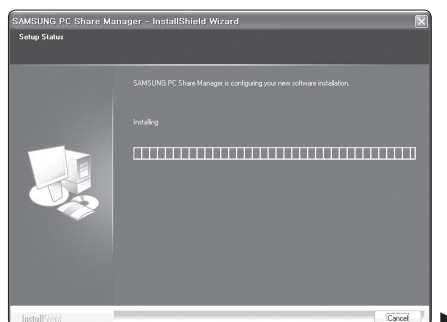 SAMSUNG PC Share Manager - InstallShield Wizard
Setup Status
SAMSUNG PC Share Manager is configuring your new software installation.
Installing
InstallShield
Cancel